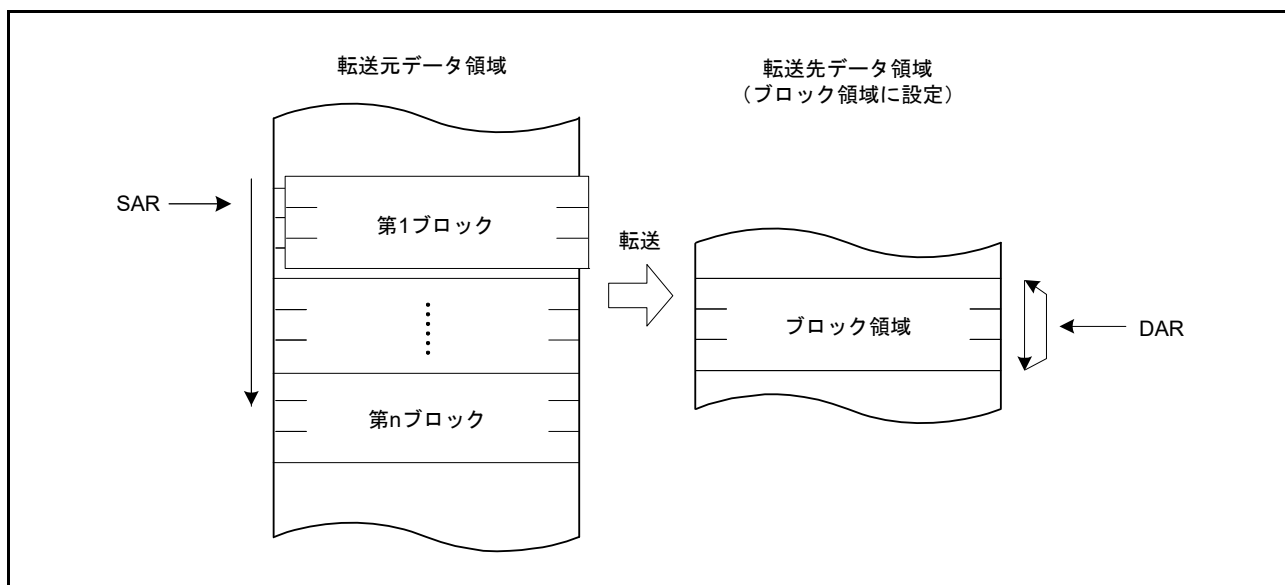 転送元データ領域
転送先データ領域
（ブロック領域に設定）
SAR
第1ブロック
転送
ブロック領域
DAR
第nブロック